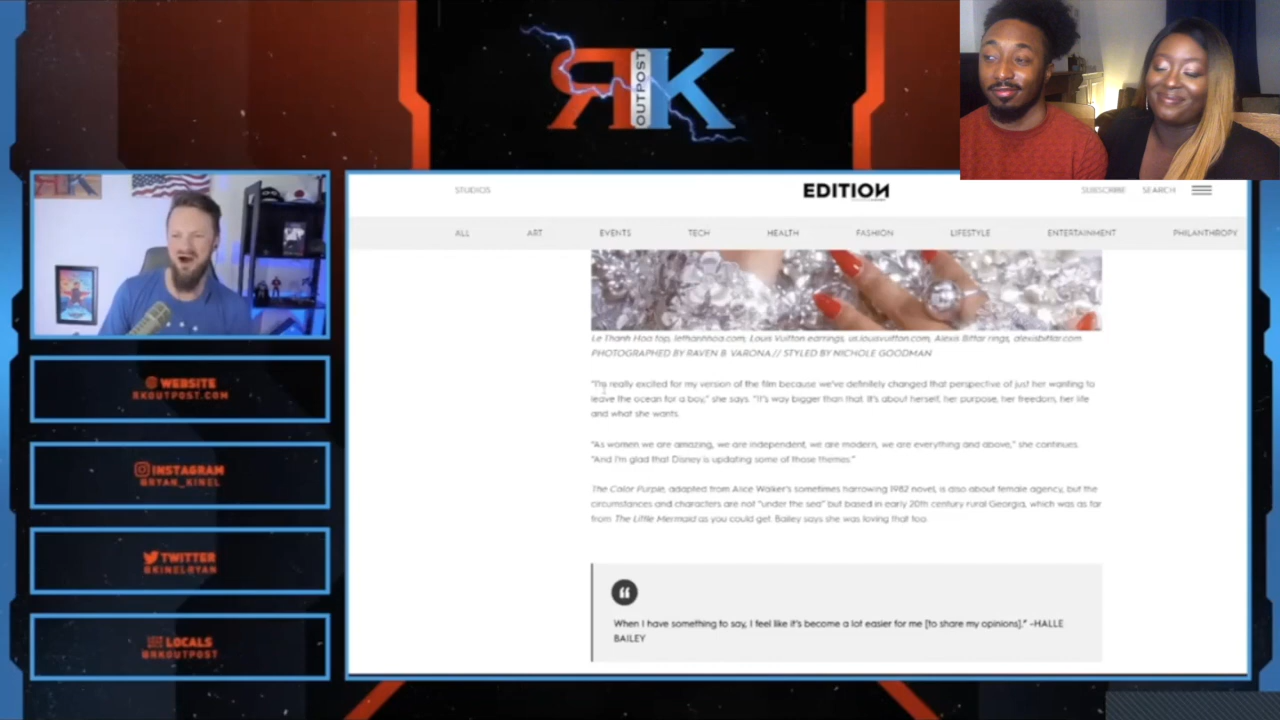 RK
OUTPOST
STUDIOS
EDITION
SUBSCRIBE
SEARCH
ALL
ART
EVENTS
TECH
HEALTH
FASHION
LIFESTYLE
ENTERTAINMENT
PHILANTHROPY
Le Thanh Hoa top, lethanhhoa.com; Louis Vuitton earrings, us.louisvuitton.com; Alexis Bittar rings, alexisbittar.com
PHOTOGRAPHED BY RAVEN B. VARONA // STYLED BY NICHOLE GOODMAN
"I'm really excited for my version of the film because we've definitely changed that perspective of just her wanting to
leave the ocean for a boy," she says. "It's way bigger than that. It's about herself, her purpose, her freedom, her life
and what she wants.
"As women we are amazing, we are independent, we are modern, we are everything and above," she continues.
"And I'm glad that Disney is updating some of those themes."
The Color Purple, adapted from Alice Walker's sometimes harrowing 1982 novel, is also about female agency, but the
circumstances and characters are not "under the sea" but based in early 20th century rural Georgia, which was as far
from The Little Mermaid as you could get. Bailey says she was loving that too.
When I have something to say, I feel like it's become a lot easier for me [to share my opinions]." -HALLE
BAILEY
WEBSITE
RKOUTPOST.COM
INSTAGRAM
@RYAN_KINEL
TWITTER
@KINELRYAN
LOCALS
@RKOUTPOST